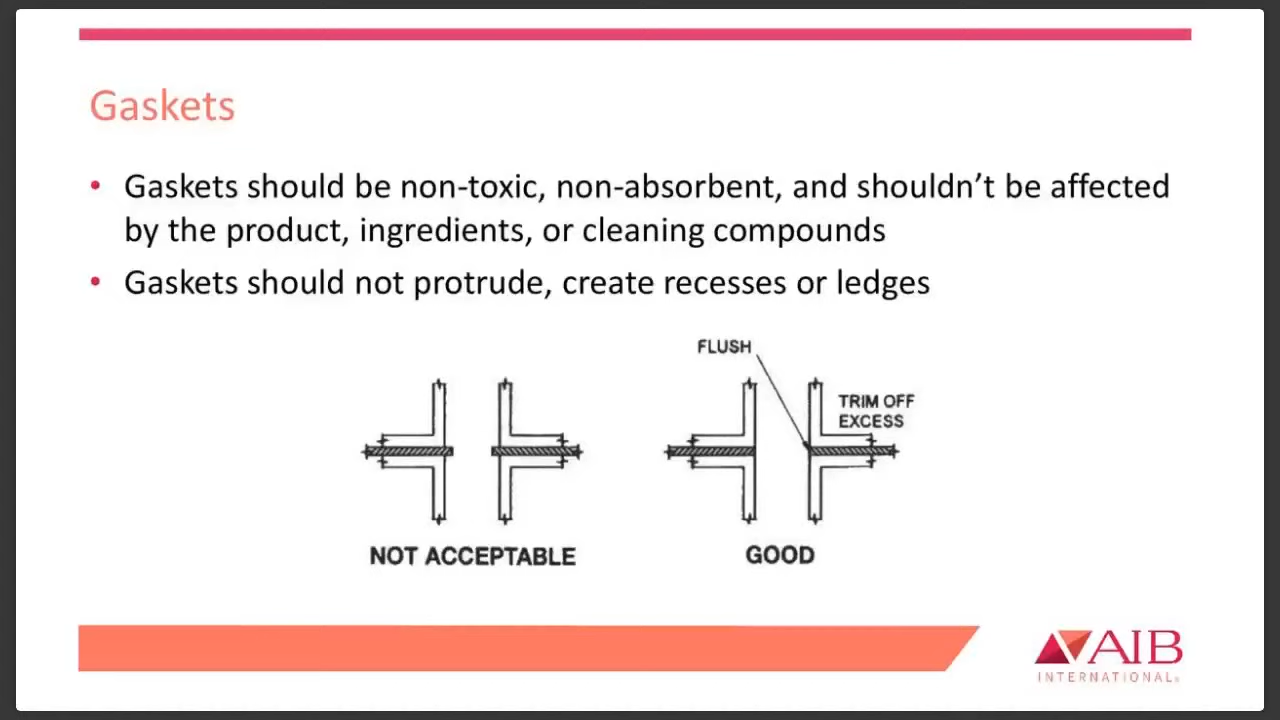 Gaskets
• Gaskets should be non-toxic, non-absorbent, and shouldn’t be affected
by the product, ingredients, or cleaning compounds
• Gaskets should not protrude, create recesses or ledges
FLUSH
TRIM OFF
EXCESS
NOT ACCEPTABLE
GOOD
AIB
INTERNATIONAL®